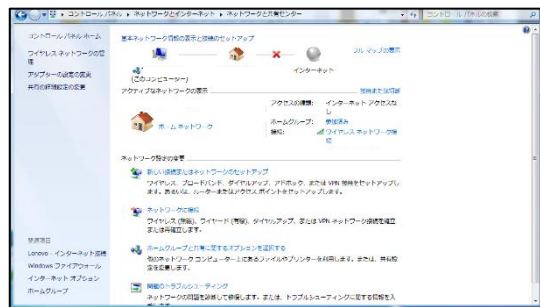 コントロール パネル ▸ ネットワークとインターネット ▸ ネットワークと共有センター
コントロール パネルの検索
コントロール パネル ホーム
ワイヤレス ネットワークの管理
アダプターの設定の変更
共有の詳細設定の変更
基本ネットワーク情報の表示と接続のセットアップ
フル マップの表示
(このコンピューター)
インターネット
アクティブなネットワークの表示
接続または切断
ホーム ネットワーク
アクセスの種類: インターネット アクセスなし
ホームグループ: 参加済み
接続: ワイヤレス ネットワーク接続
ネットワーク設定の変更
新しい接続またはネットワークのセットアップ
ワイヤレス、ブロードバンド、ダイヤルアップ、アドホック、または VPN 接続をセットアップします。あるいは、ルーターまたはアクセス ポイントをセットアップします。
ネットワークに接続
ワイヤレス (無線)、ワイヤード (有線)、ダイヤルアップ、または VPN ネットワーク接続を確立または再確立します。
ホームグループと共有に関するオプションを選択する
他のネットワーク コンピューター上にあるファイルやプリンターを利用します。または、共有設定を変更します。
問題のトラブルシューティング
ネットワークの問題を診断して修復します。または、トラブルシューティングに関する情報を入
関連項目
Lenovo - インターネット接続
Windows ファイアウォール
インターネット オプション
ホームグループ